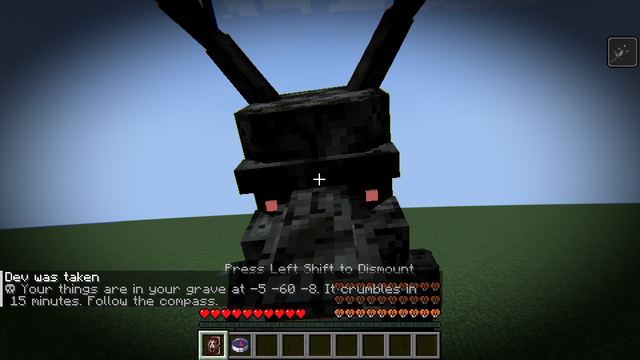 Press Left Shift to Dismount
Dev was taken
☠ Your things are in your grave at -5 -60 -8. It crumbles in
15 minutes. Follow the compass.